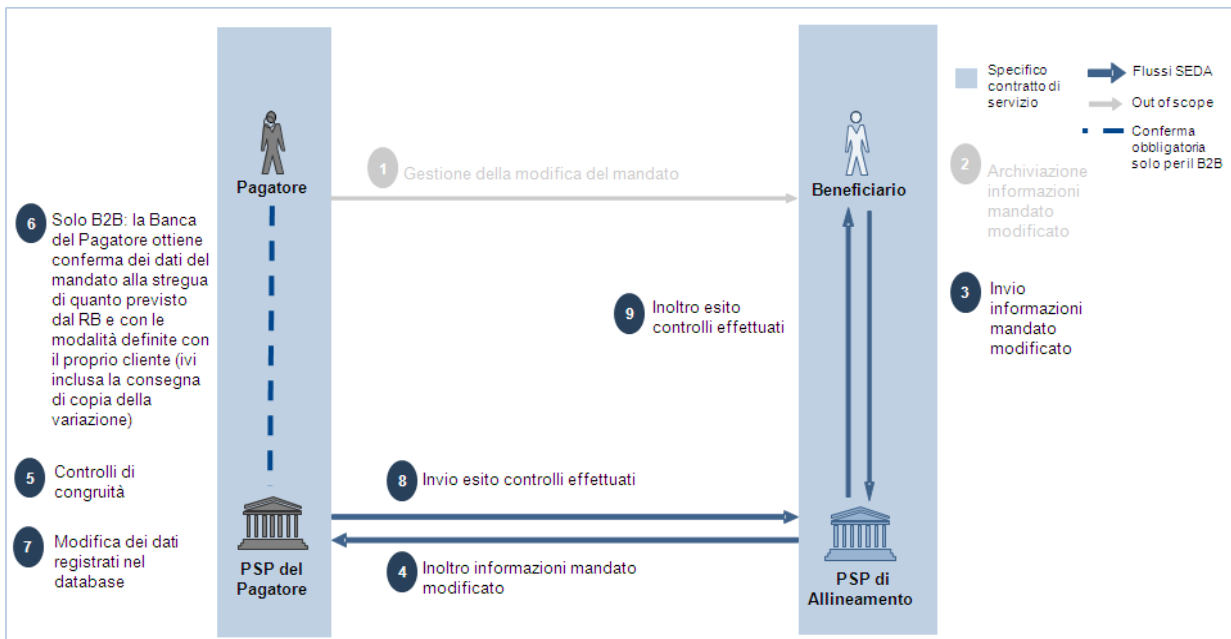 Specifico
contratto di
servizio
Flussi SEDA
Out of scope
Conferma
obbligatoria
solo per il B2B
Pagatore
1 Gestione della modifica del mandato
Beneficiario
2 Archiviazione
informazioni
mandato
modificato
6 Solo B2B: la Banca
del Pagatore ottiene
conferma dei dati del
mandato alla stregua
di quanto previsto
dal RB e con le
modalità definite con
il proprio cliente (ivi
inclusa la consegna
di copia della
variazione)
9 Inoltro esito
controlli effettuati
3 Invio
informazioni
mandato
modificato
5 Controlli di
congruità
8 Invio esito controlli effettuati
7 Modifica dei dati
registrati nel
database
PSP del
Pagatore
4 Inoltro informazioni mandato
modificato
PSP di
Allineamento